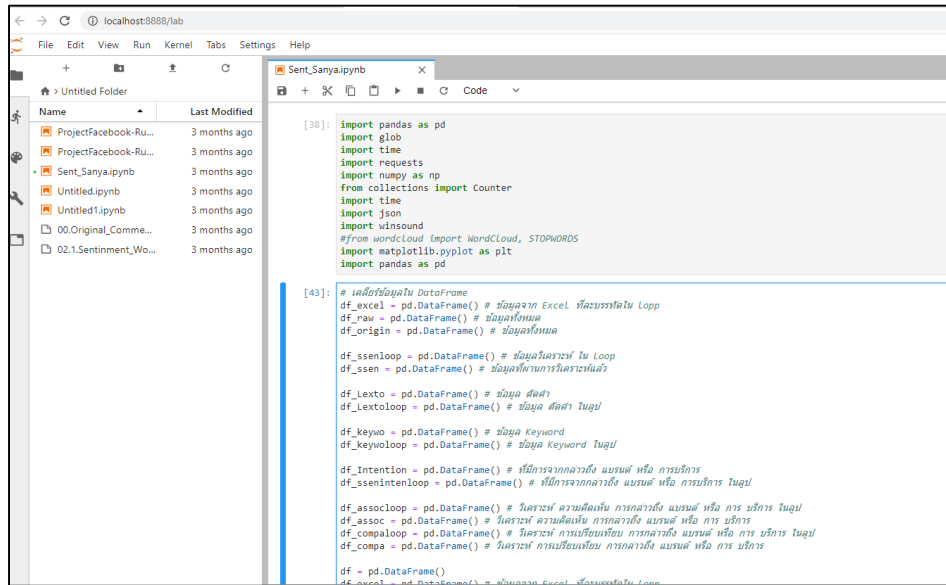 localhost:8888/lab
File Edit View Run Kernel Tabs Settings Help
Sent_Sanya.ipynb
> Untitled Folder
Code
Name Last Modified
ProjectFacebook-Ru... 3 months ago
ProjectFacebook-Ru... 3 months ago
Sent_Sanya.ipynb 3 months ago
Untitled.ipynb 3 months ago
Untitled1.ipynb 3 months ago
00.Original_Comme... 3 months ago
02.1.Sentinment_Wo... 3 months ago
[38]: import pandas as pd
import glob
import time
import requests
import numpy as np
from collections import Counter
import time
import json
import winsound
#from wordcloud import WordCloud, STOPWORDS
import matplotlib.pyplot as plt
import pandas as pd
[43]: # เคลียร์ข้อมูลใน DataFrame
df_excel = pd.DataFrame() # ข้อมูลจาก Excel ทีละบรรทัดใน Lopp
df_raw = pd.DataFrame() # ข้อมูลทั้งหมด
df_origin = pd.DataFrame() # ข้อมูลทั้งหมด
df_ssenloop = pd.DataFrame() # ข้อมูลวิเคราะห์ ใน Loop
df_ssen = pd.DataFrame() # ข้อมูลที่ผ่านการวิเคราะห์แล้ว
df_Lexto = pd.DataFrame() # ข้อมูล ตัดคำ
df_Lextoloop = pd.DataFrame() # ข้อมูล ตัดคำ ในลูป
df_keywo = pd.DataFrame() # ข้อมูล Keyword
df_keywoloop = pd.DataFrame() # ข้อมูล Keyword ในลูป
df_Intention = pd.DataFrame() # ที่มีการจากกล่าวถึง แบรนด์ หรือ การบริการ
df_ssenintenloop = pd.DataFrame() # ที่มีการจากกล่าวถึง แบรนด์ หรือ การบริการ ในลูป
df_assocloop = pd.DataFrame() # วิเคราะห์ ความคิดเห็น การกล่าวถึง แบรนด์ หรือ การ บริการ ในลูป
df_assoc = pd.DataFrame() # วิเคราะห์ ความคิดเห็น การกล่าวถึง แบรนด์ หรือ การ บริการ
df_compaloop = pd.DataFrame() # วิเคราะห์ การเปรียบเทียบ การกล่าวถึง แบรนด์ หรือ การ บริการ ในลูป
df_compa = pd.DataFrame() # วิเคราะห์ การเปรียบเทียบ การกล่าวถึง แบรนด์ หรือ การ บริการ
df = pd.DataFrame()
df_excel = pd.DataFrame() # ข้อมูลจาก Excel ทีละบรรทัดใน Lopp